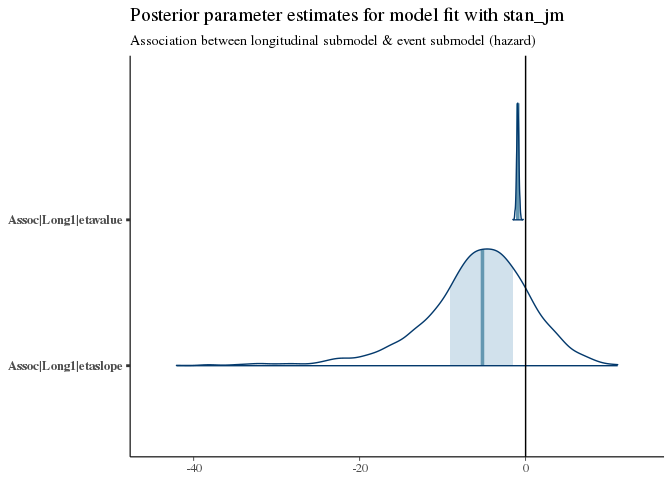 Posterior parameter estimates for model fit with stan_jm
Association between longitudinal submodel & event submodel (hazard)
Assoc|Long1|etavalue
Assoc|Long1|etaslope
-40 -20 0